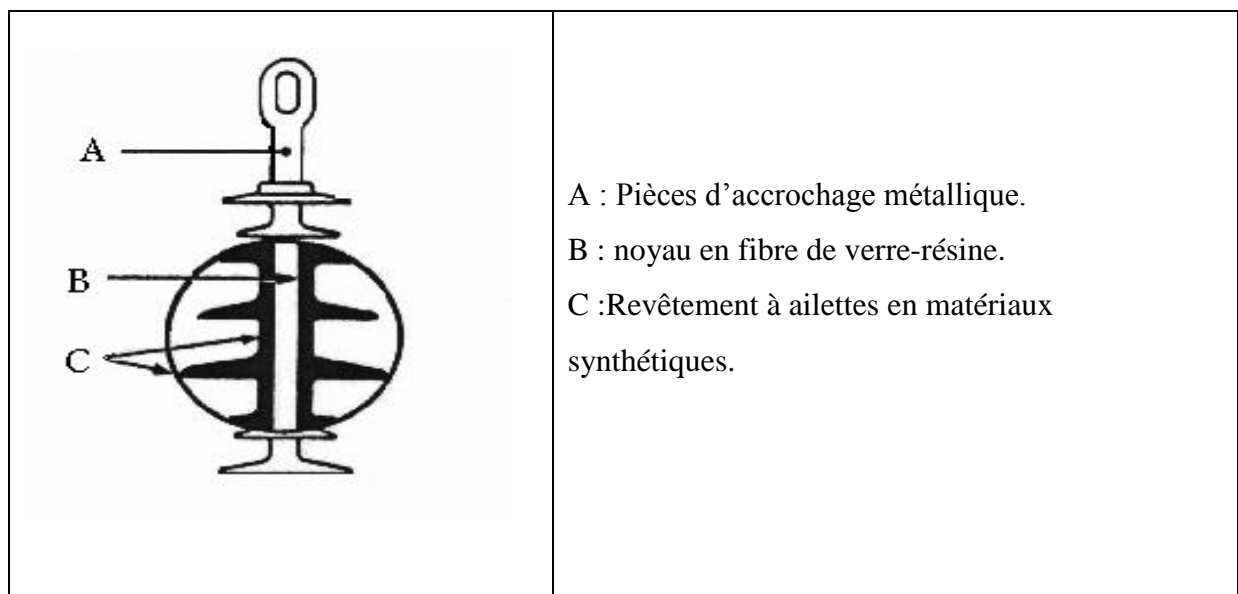 A
B
C
A : Pièces d’accrochage métallique.
B : noyau en fibre de verre-résine.
C :Revêtement à ailettes en matériaux
synthétiques.